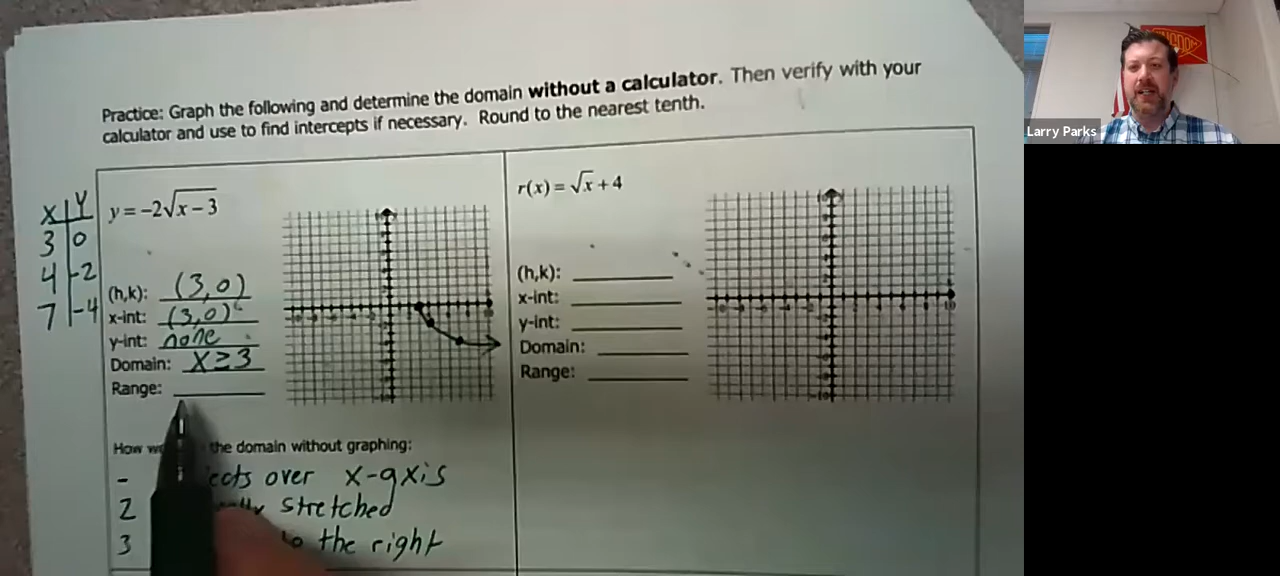 Practice: Graph the following and determine the domain without a calculator. Then verify with your
calculator and use to find intercepts if necessary. Round to the nearest tenth.
X Y
3 0
4 -2
7 -4
y = -2√x - 3
(h,k): (3,0)
x-int: (3,0)
y-int: none
Domain: X ≥ 3
Range:
the domain without graphing:
- over x-axis
2 stretched
3 to the right
r(x) = √x + 4
(h,k):
x-int:
y-int:
Domain:
Range:
Larry Parks